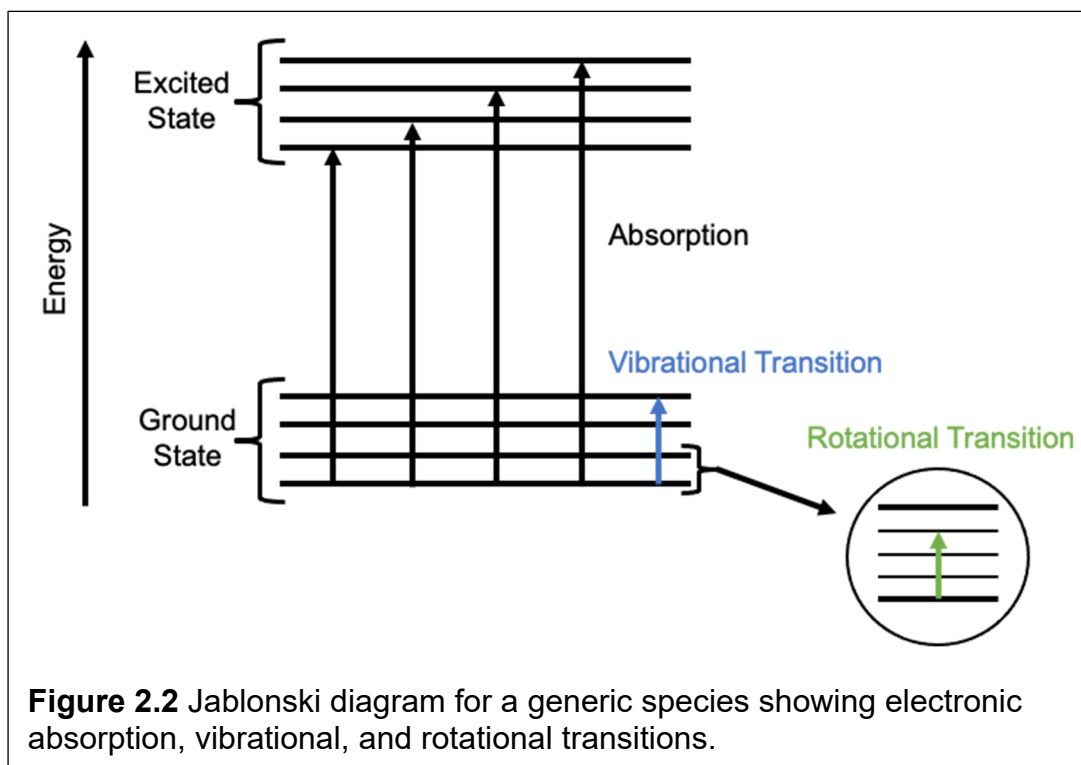 Excited
State
Energy
Absorption
Vibrational Transition
Ground
State
Rotational Transition
Figure 2.2 Jablonski diagram for a generic species showing electronic
absorption, vibrational, and rotational transitions.